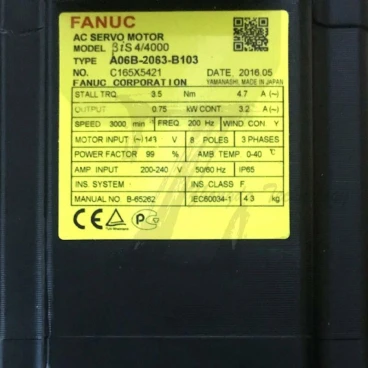 FANUC
AC SERVO MOTOR
MODEL βiS 4/4000
TYPE A06B-2063-B103
NO. C165X5421 DATE. 2016.05
FANUC CORPORATION YAMANASHI, MADE IN JAPAN
STALL TRQ. 3.5 Nm 4.7 A (~)
OUTPUT 0.75 kW CONT. 3.2 A (~)
SPEED 3000 min FREQ. 200 Hz WIND CON. Y
MOTOR INPUT (~) 143 V 8 POLES 3 PHASES
POWER FACTOR 99 % AMB. TEMP. 0-40 ℃
AMP. INPUT 200-240 V 50/60 Hz IP65
INS. SYSTEM INS. CLASS F
MANUAL NO. B-65262 IEC60034-1 4.3 kg
CE